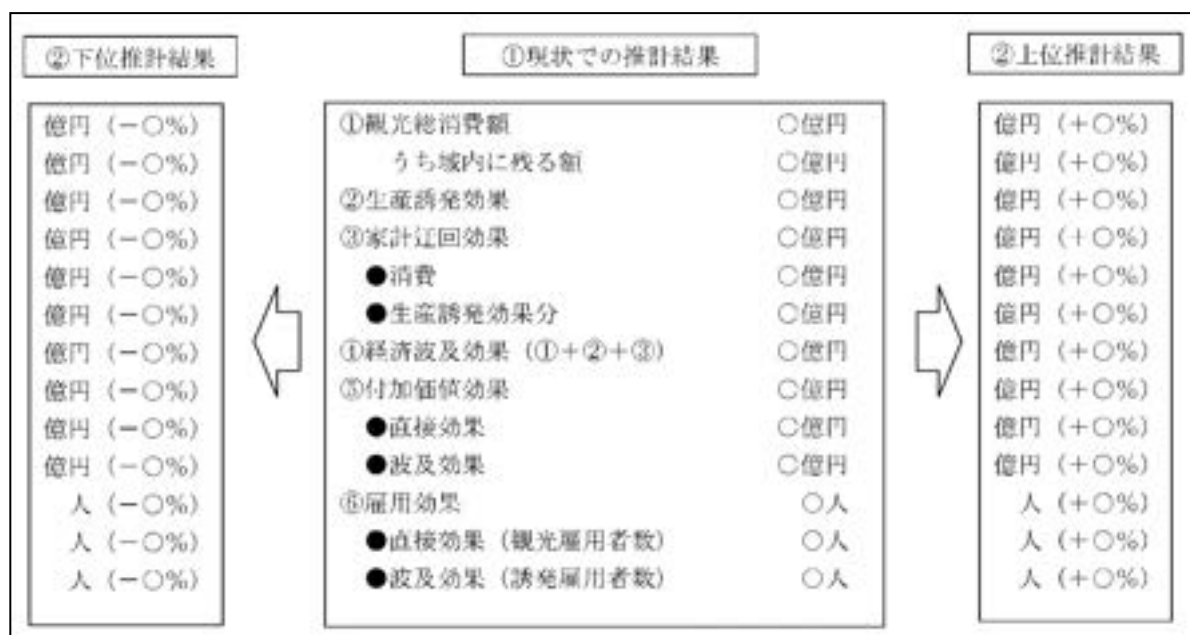 ②下位推計結果
億円（－○%）
億円（－○%）
億円（－○%）
億円（－○%）
億円（－○%）
億円（－○%）
億円（－○%）
億円（－○%）
億円（－○%）
億円（－○%）
人（－○%）
人（－○%）
人（－○%）
①現状での推計結果
①観光総消費額　○億円
うち域内に残る額　○億円
②生産誘発効果　○億円
③家計迂回効果　○億円
●消費　○億円
●生産誘発効果分　○億円
④経済波及効果（①＋②＋③）　○億円
⑤付加価値効果　○億円
●直接効果　○億円
●波及効果　○億円
⑥雇用効果　○人
●直接効果（観光雇用者数）　○人
●波及効果（誘発雇用者数）　○人
②上位推計結果
億円（＋○%）
億円（＋○%）
億円（＋○%）
億円（＋○%）
億円（＋○%）
億円（＋○%）
億円（＋○%）
億円（＋○%）
億円（＋○%）
億円（＋○%）
人（＋○%）
人（＋○%）
人（＋○%）